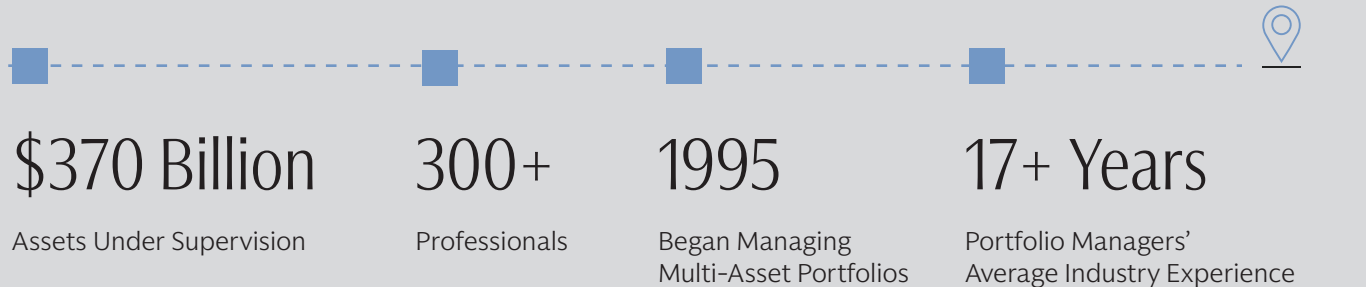 $370 Billion
Assets Under Supervision
300+
Professionals
1995
Began Managing
Multi-Asset Portfolios
17+ Years
Portfolio Managers’
Average Industry Experience